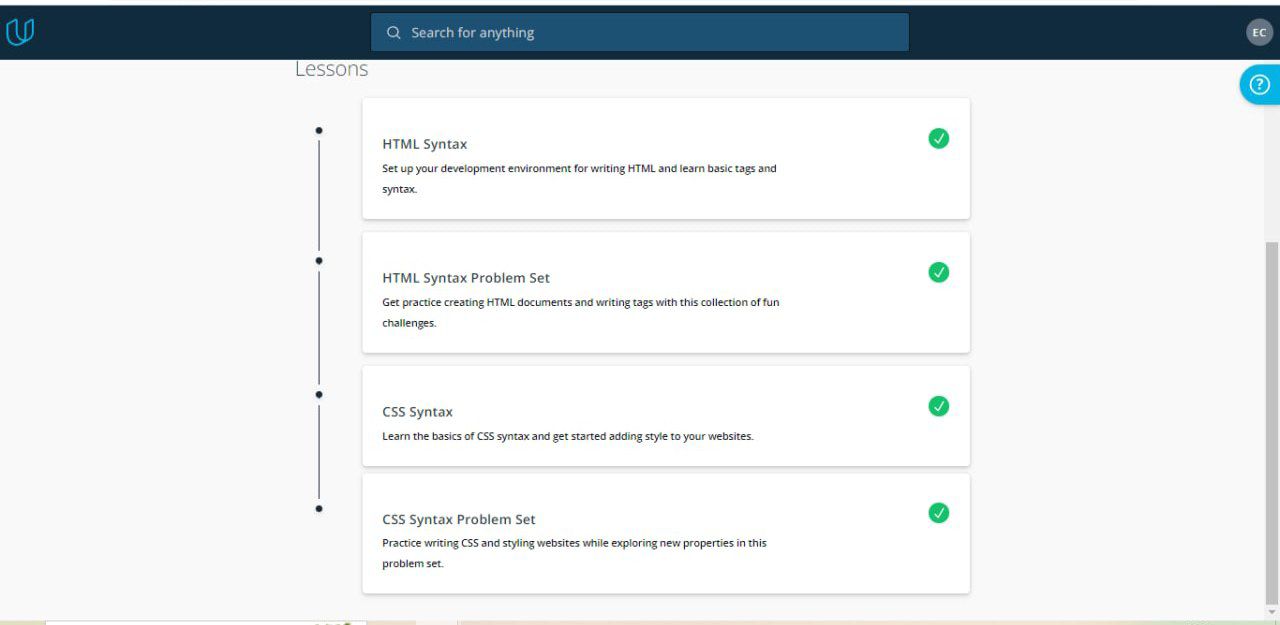 Search for anything
EC
Lessons
?
HTML Syntax
Set up your development environment for writing HTML and learn basic tags and
syntax.
HTML Syntax Problem Set
Get practice creating HTML documents and writing tags with this collection of fun
challenges.
CSS Syntax
Learn the basics of CSS syntax and get started adding style to your websites.
CSS Syntax Problem Set
Practice writing CSS and styling websites while exploring new properties in this
problem set.